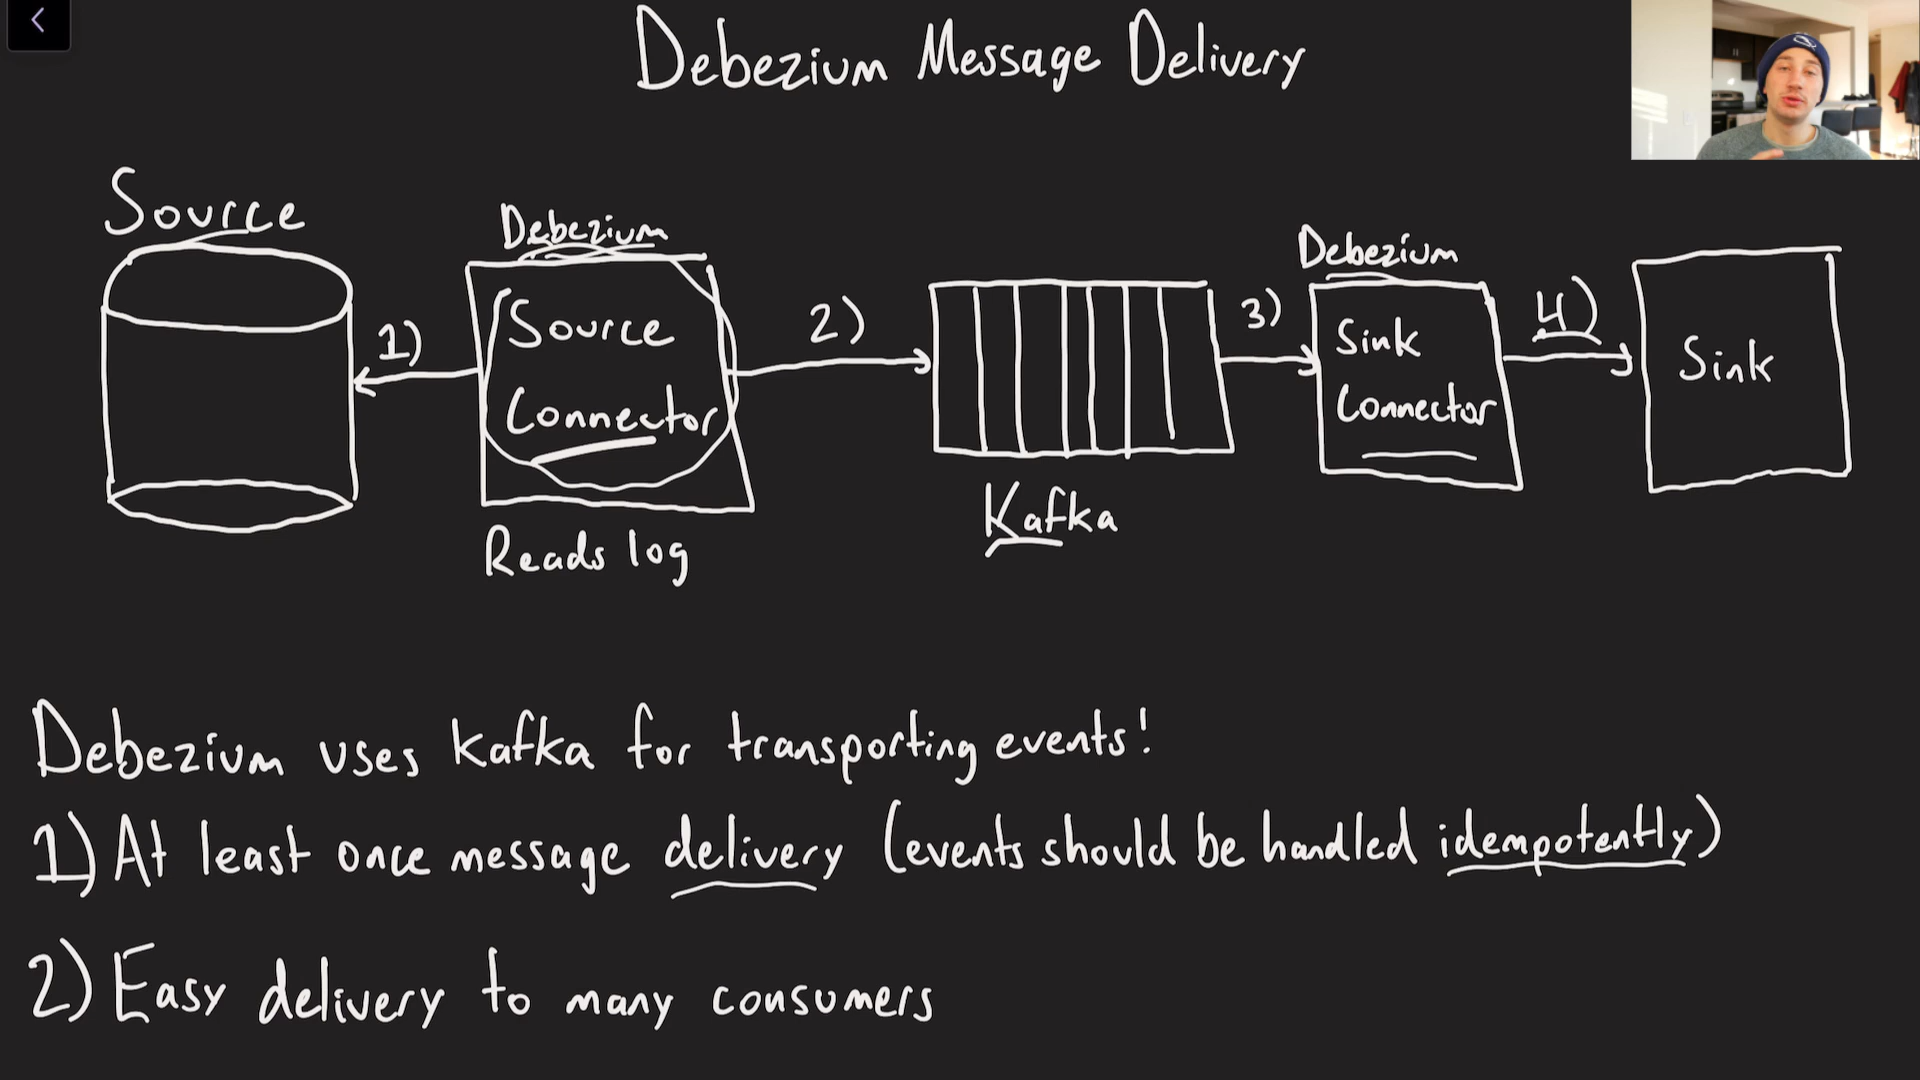 Debezium Message Delivery
Source
Debezium
Source
Connector
Reads log
1)
2)
Kafka
3)
Debezium
Sink
Connector
4)
Sink
Debezium uses Kafka for transporting events!
1) At least once message delivery (events should be handled idempotently)
2) Easy delivery to many consumers